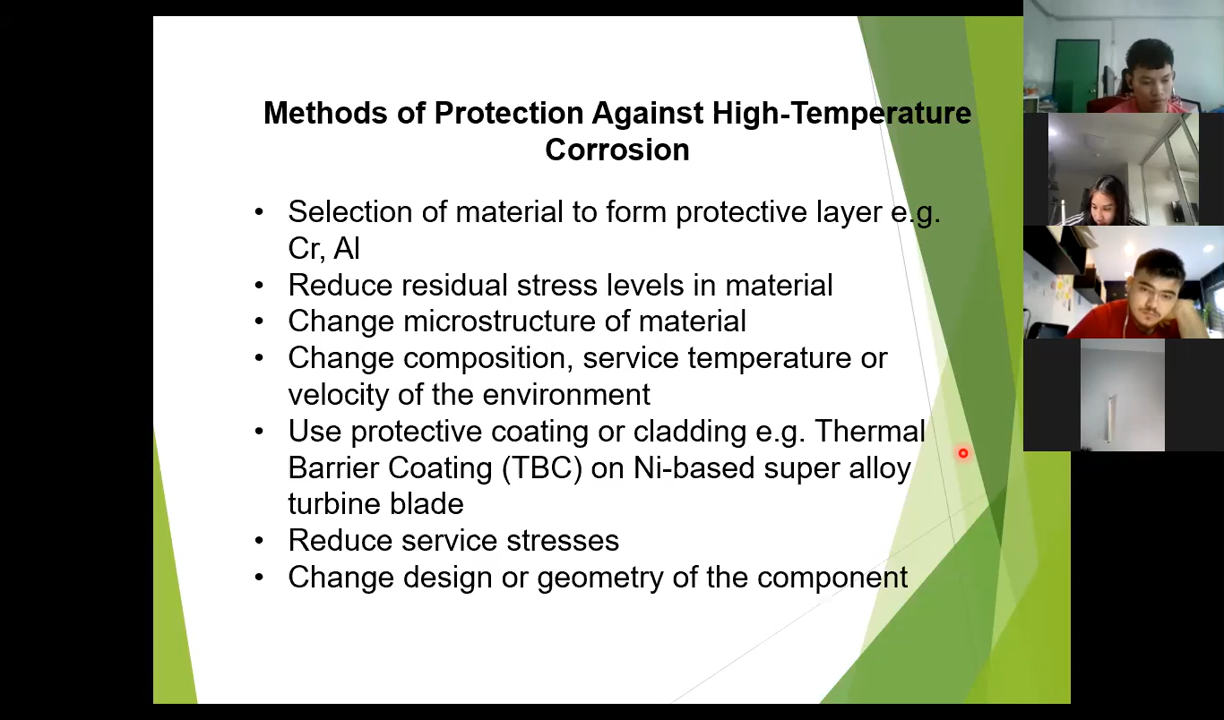 Methods of Protection Against High-Temperature
Corrosion
• Selection of material to form protective layer e.g.
Cr, Al
• Reduce residual stress levels in material
• Change microstructure of material
• Change composition, service temperature or
velocity of the environment
• Use protective coating or cladding e.g. Thermal
Barrier Coating (TBC) on Ni-based super alloy
turbine blade
• Reduce service stresses
• Change design or geometry of the component